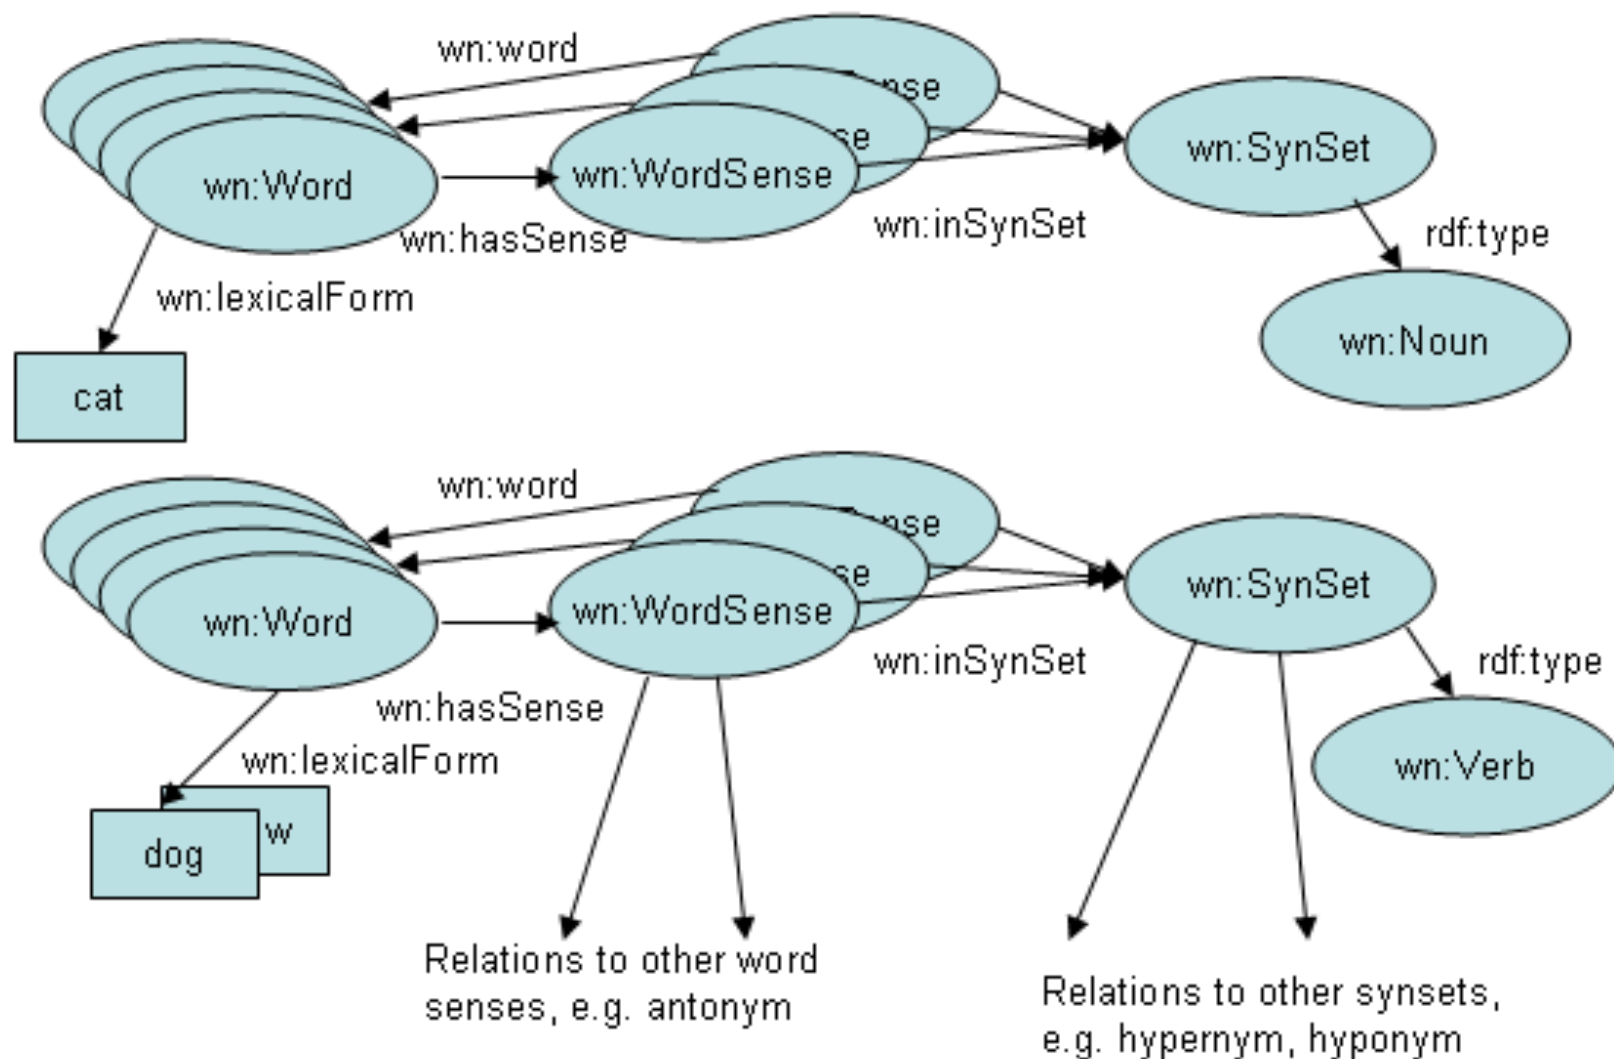 wn:word
wn:SynSet
wn:Word
wn:WordSense
wn:hasSense
wn:inSynSet
rdf:type
wn:lexicalForm
wn:Noun
cat
wn:word
wn:SynSet
wn:Word
wn:WordSense
wn:inSynSet
rdf:type
wn:hasSense
wn:lexicalForm
wn:Verb
w
dog
Relations to other word
senses, e.g. antonym
Relations to other synsets,
e.g. hypernym, hyponym